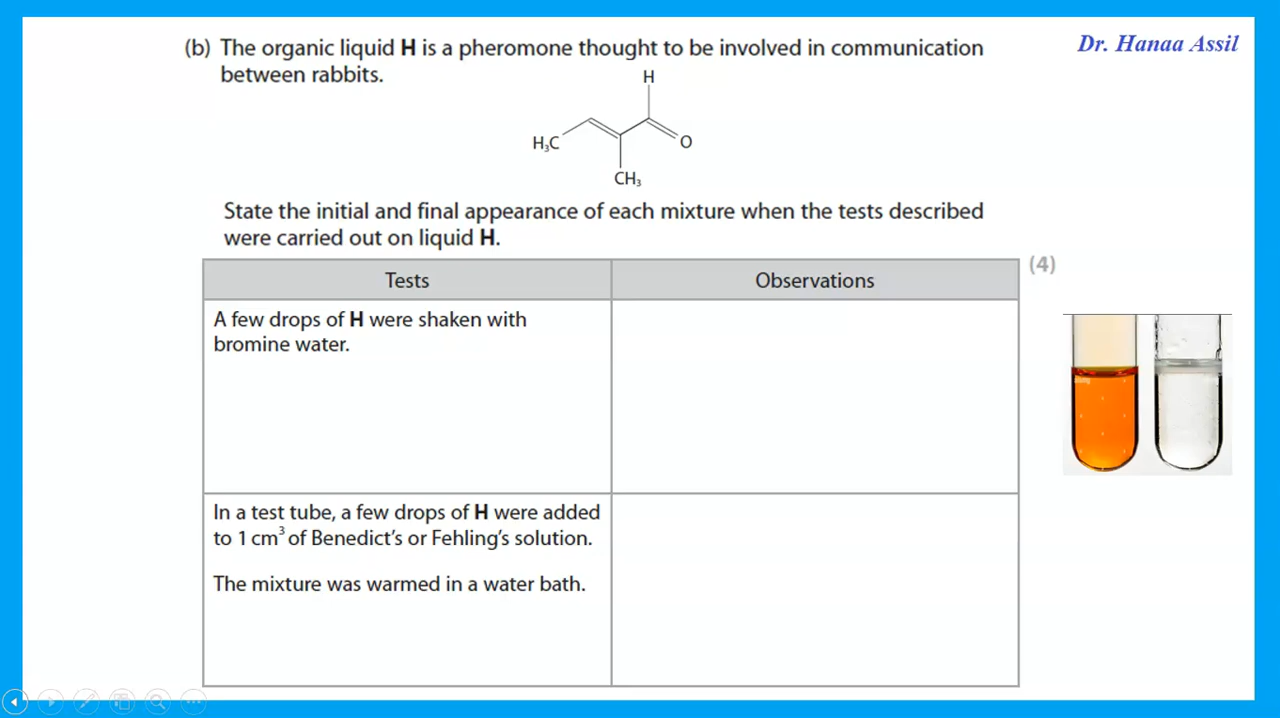 Dr. Hanaa Assil
(b) The organic liquid H is a pheromone thought to be involved in communication
between rabbits.
H
H₃C
O
CH₃
State the initial and final appearance of each mixture when the tests described
were carried out on liquid H.
(4)
Tests
Observations
A few drops of H were shaken with
bromine water.
In a test tube, a few drops of H were added
to 1 cm³ of Benedict's or Fehling's solution.
The mixture was warmed in a water bath.